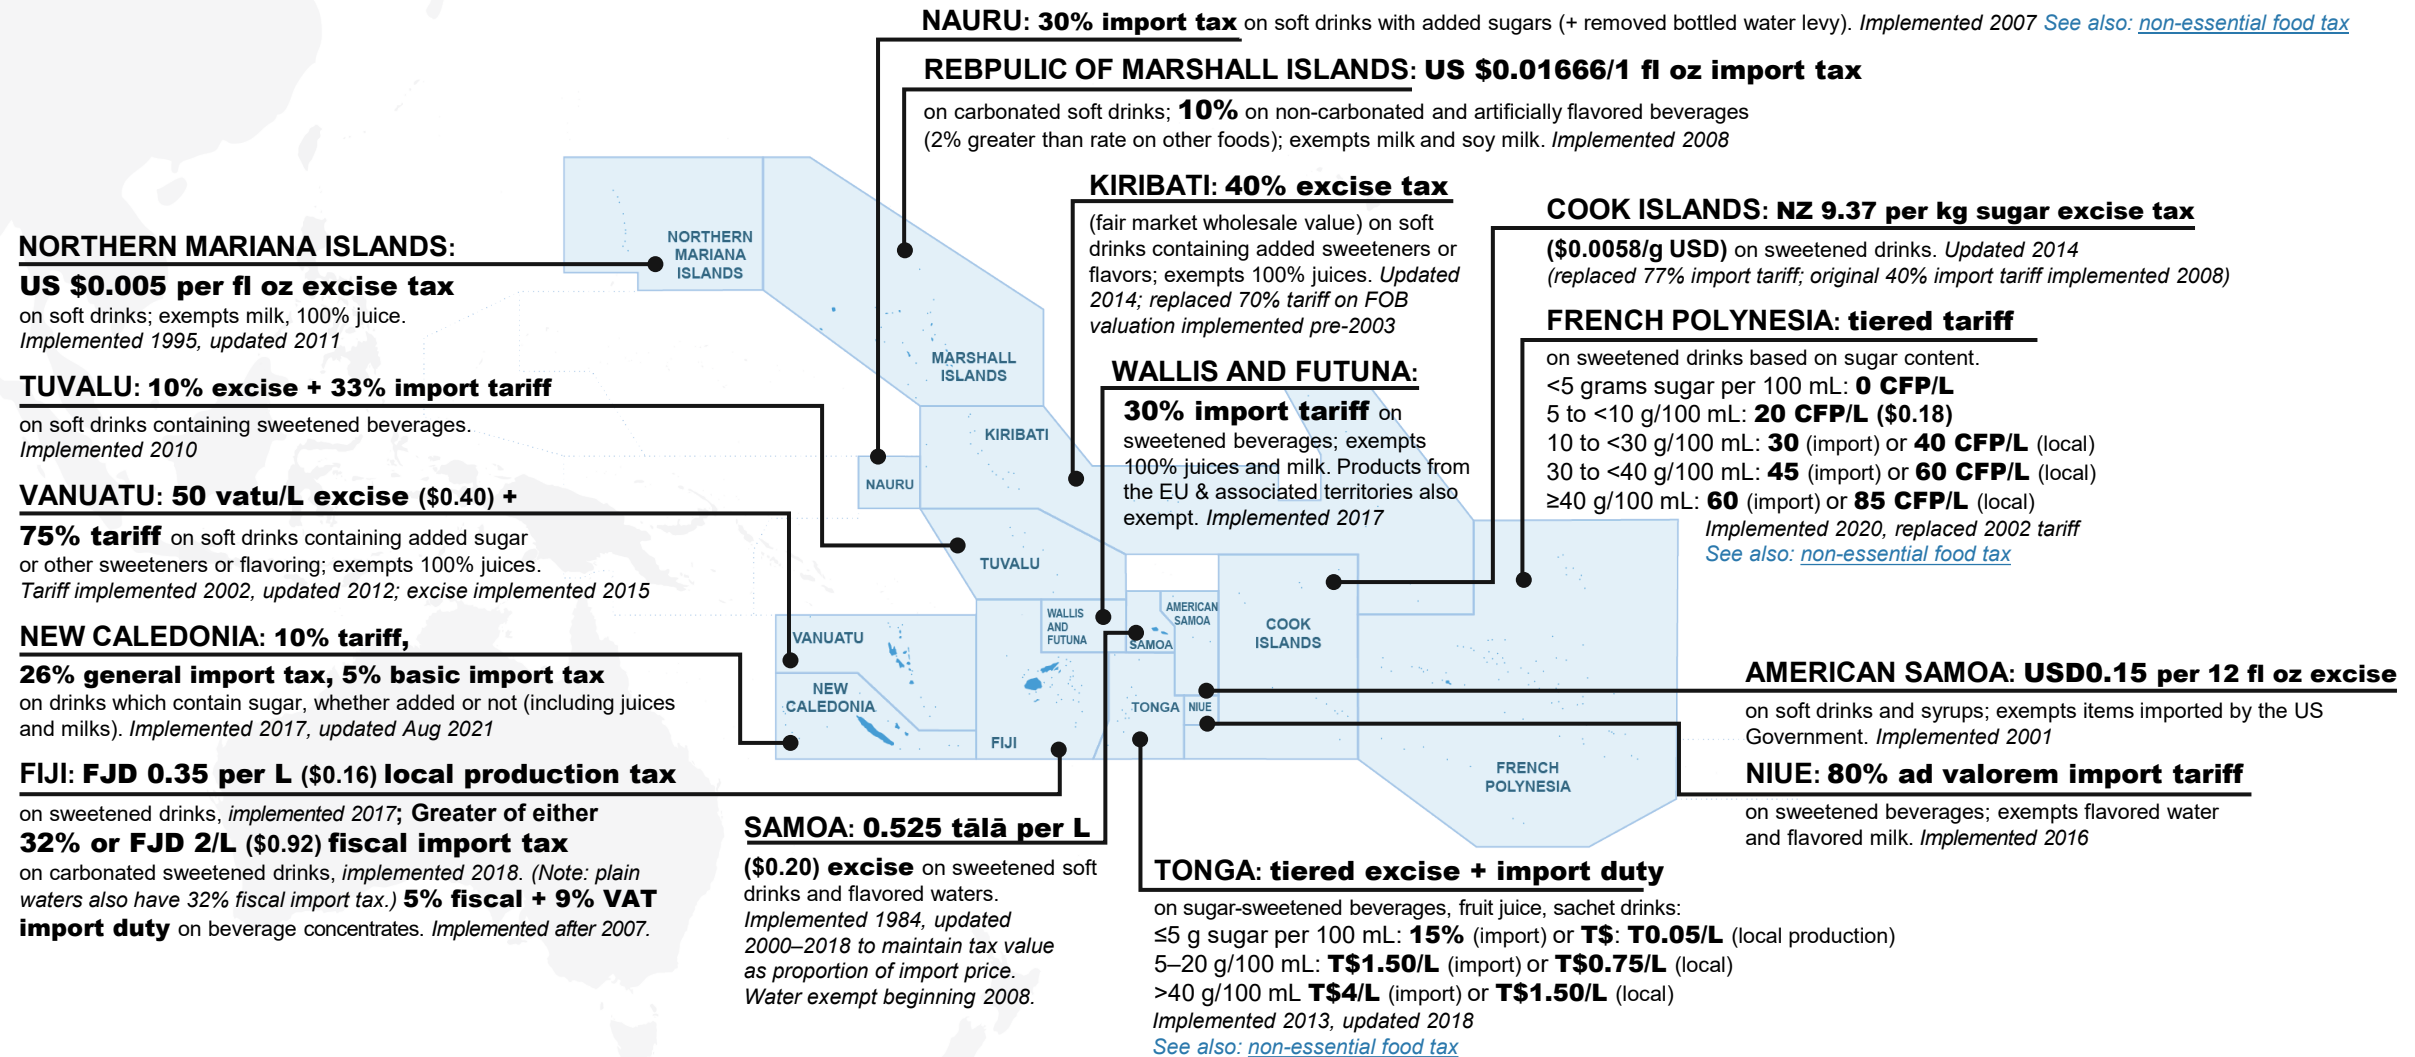 NAURU: 30% import tax on soft drinks with added sugars (+ removed bottled water levy). Implemented 2007 See also: non-essential food tax
REBPULIC OF MARSHALL ISLANDS: US $0.01666/1 fl oz import tax
on carbonated soft drinks; 10% on non-carbonated and artificially flavored beverages
(2% greater than rate on other foods); exempts milk and soy milk. Implemented 2008
KIRIBATI: 40% excise tax
(fair market wholesale value) on soft
drinks containing added sweeteners or
flavors; exempts 100% juices. Updated
2014; replaced 70% tariff on FOB
valuation implemented pre-2003
COOK ISLANDS: NZ 9.37 per kg sugar excise tax
($0.0058/g USD) on sweetened drinks. Updated 2014
(replaced 77% import tariff; original 40% import tariff implemented 2008)
NORTHERN MARIANA ISLANDS:
US $0.005 per fl oz excise tax
on soft drinks; exempts milk, 100% juice.
Implemented 1995, updated 2011
FRENCH POLYNESIA: tiered tariff
on sweetened drinks based on sugar content.
<5 grams sugar per 100 mL: 0 CFP/L
5 to <10 g/100 mL: 20 CFP/L ($0.18)
10 to <30 g/100 mL: 30 (import) or 40 CFP/L (local)
30 to <40 g/100 mL: 45 (import) or 60 CFP/L (local)
≥40 g/100 mL: 60 (import) or 85 CFP/L (local)
Implemented 2020, replaced 2002 tariff
See also: non-essential food tax
WALLIS AND FUTUNA:
30% import tariff on
sweetened beverages; exempts
100% juices and milk. Products from
the EU & associated territories also
exempt. Implemented 2017
TUVALU: 10% excise + 33% import tariff
on soft drinks containing sweetened beverages.
Implemented 2010
VANUATU: 50 vatu/L excise ($0.40) +
75% tariff on soft drinks containing added sugar
or other sweeteners or flavoring; exempts 100% juices.
Tariff implemented 2002, updated 2012; excise implemented 2015
NEW CALEDONIA: 10% tariff,
26% general import tax, 5% basic import tax
on drinks which contain sugar, whether added or not (including juices
and milks). Implemented 2017, updated Aug 2021
FIJI: FJD 0.35 per L ($0.16) local production tax
on sweetened drinks, implemented 2017; Greater of either
32% or FJD 2/L ($0.92) fiscal import tax
on carbonated sweetened drinks, implemented 2018. (Note: plain
waters also have 32% fiscal import tax.) 5% fiscal + 9% VAT
import duty on beverage concentrates. Implemented after 2007.
SAMOA: 0.525 tālā per L
($0.20) excise on sweetened soft
drinks and flavored waters.
Implemented 1984, updated
2000–2018 to maintain tax value
as proportion of import price.
Water exempt beginning 2008.
TONGA: tiered excise + import duty
on sugar-sweetened beverages, fruit juice, sachet drinks:
≤5 g sugar per 100 mL: 15% (import) or T$: T0.05/L (local production)
5–20 g/100 mL: T$1.50/L (import) or T$0.75/L (local)
>40 g/100 mL T$4/L (import) or T$1.50/L (local)
Implemented 2013, updated 2018
See also: non-essential food tax
AMERICAN SAMOA: USD0.15 per 12 fl oz excise
on soft drinks and syrups; exempts items imported by the US
Government. Implemented 2001
NIUE: 80% ad valorem import tariff
on sweetened beverages; exempts flavored water
and flavored milk. Implemented 2016
NORTHERN
MARIANA
ISLANDS
MARSHALL
ISLANDS
KIRIBATI
NAURU
TUVALU
WALLIS
AND
FUTUNA
AMERICAN
SAMOA
SAMOA
COOK
ISLANDS
VANUATU
NEW
CALEDONIA
FIJI
TONGA
NIUE
FRENCH
POLYNESIA